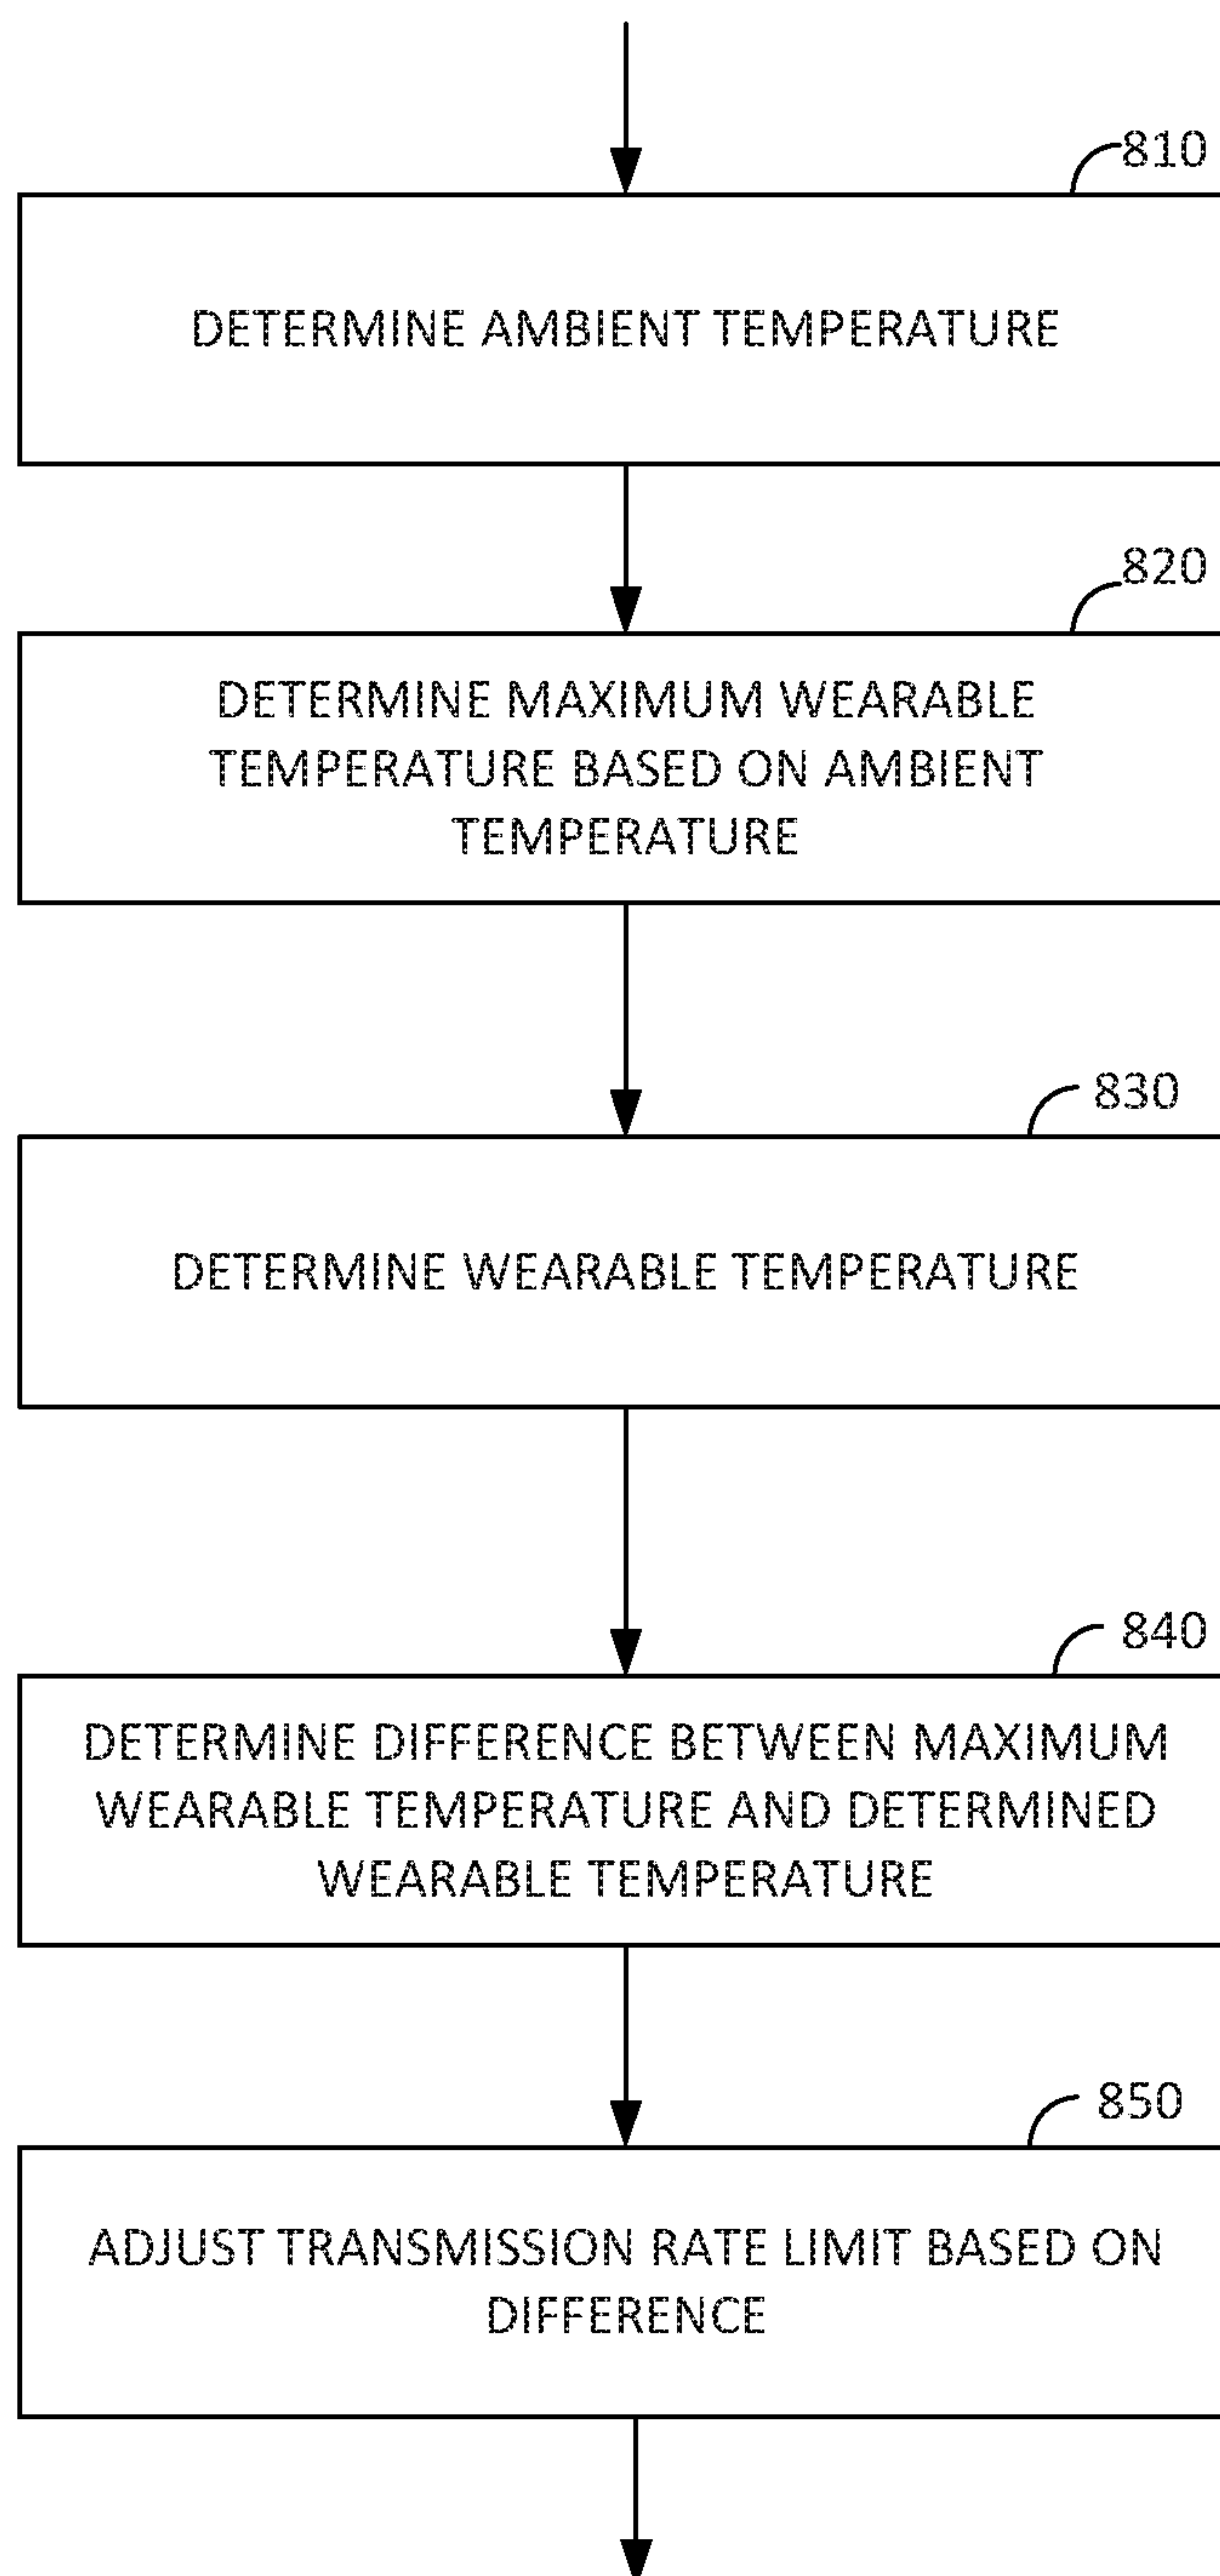 810
DETERMINE AMBIENT TEMPERATURE
820
DETERMINE MAXIMUM WEARABLE
TEMPERATURE BASED ON AMBIENT
TEMPERATURE
830
DETERMINE WEARABLE TEMPERATURE
840
DETERMINE DIFFERENCE BETWEEN MAXIMUM
WEARABLE TEMPERATURE AND DETERMINED
WEARABLE TEMPERATURE
850
ADJUST TRANSMISSION RATE LIMIT BASED ON
DIFFERENCE